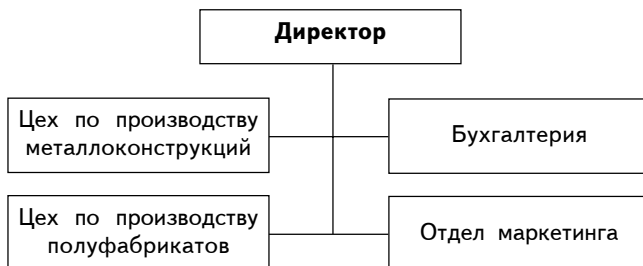 Директор
Цех по производству
металлоконструкций
Бухгалтерия
Цех по производству
полуфабрикатов
Отдел маркетинга